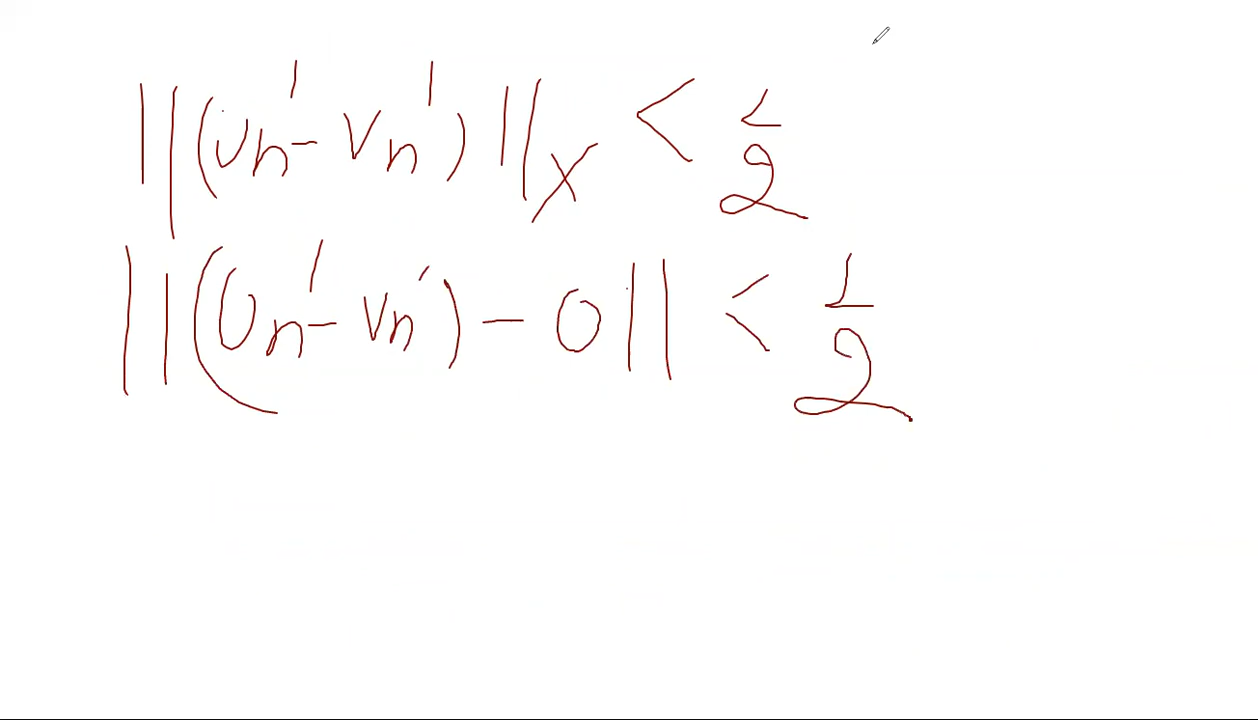 ||(Un' - Vn')||x < 1/2
||(Un' - Vn') - 0|| < 1/2